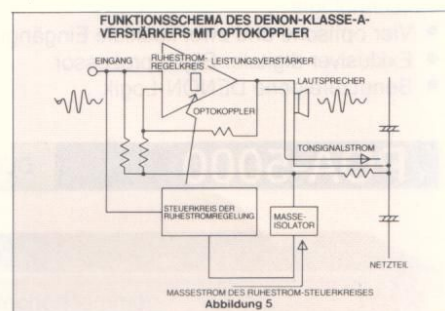 FUNKTIONSSCHEMA DES DENON-KLASSE-A-
VERSTÄRKERS MIT OPTOKOPPLER
EINGANG
RUHESTROM-
REGELKREIS
LEISTUNGSVERSTÄRKER
LAUTSPRECHER
OPTOKOPPLER
TONSIGNALSTROM
STEUERKREIS DER
RUHESTROMREGELUNG
MASSE-
ISOLATOR
NETZTEIL
MASSESTROM DES RUHESTROM-STEUERKREISES
Abbildung 5